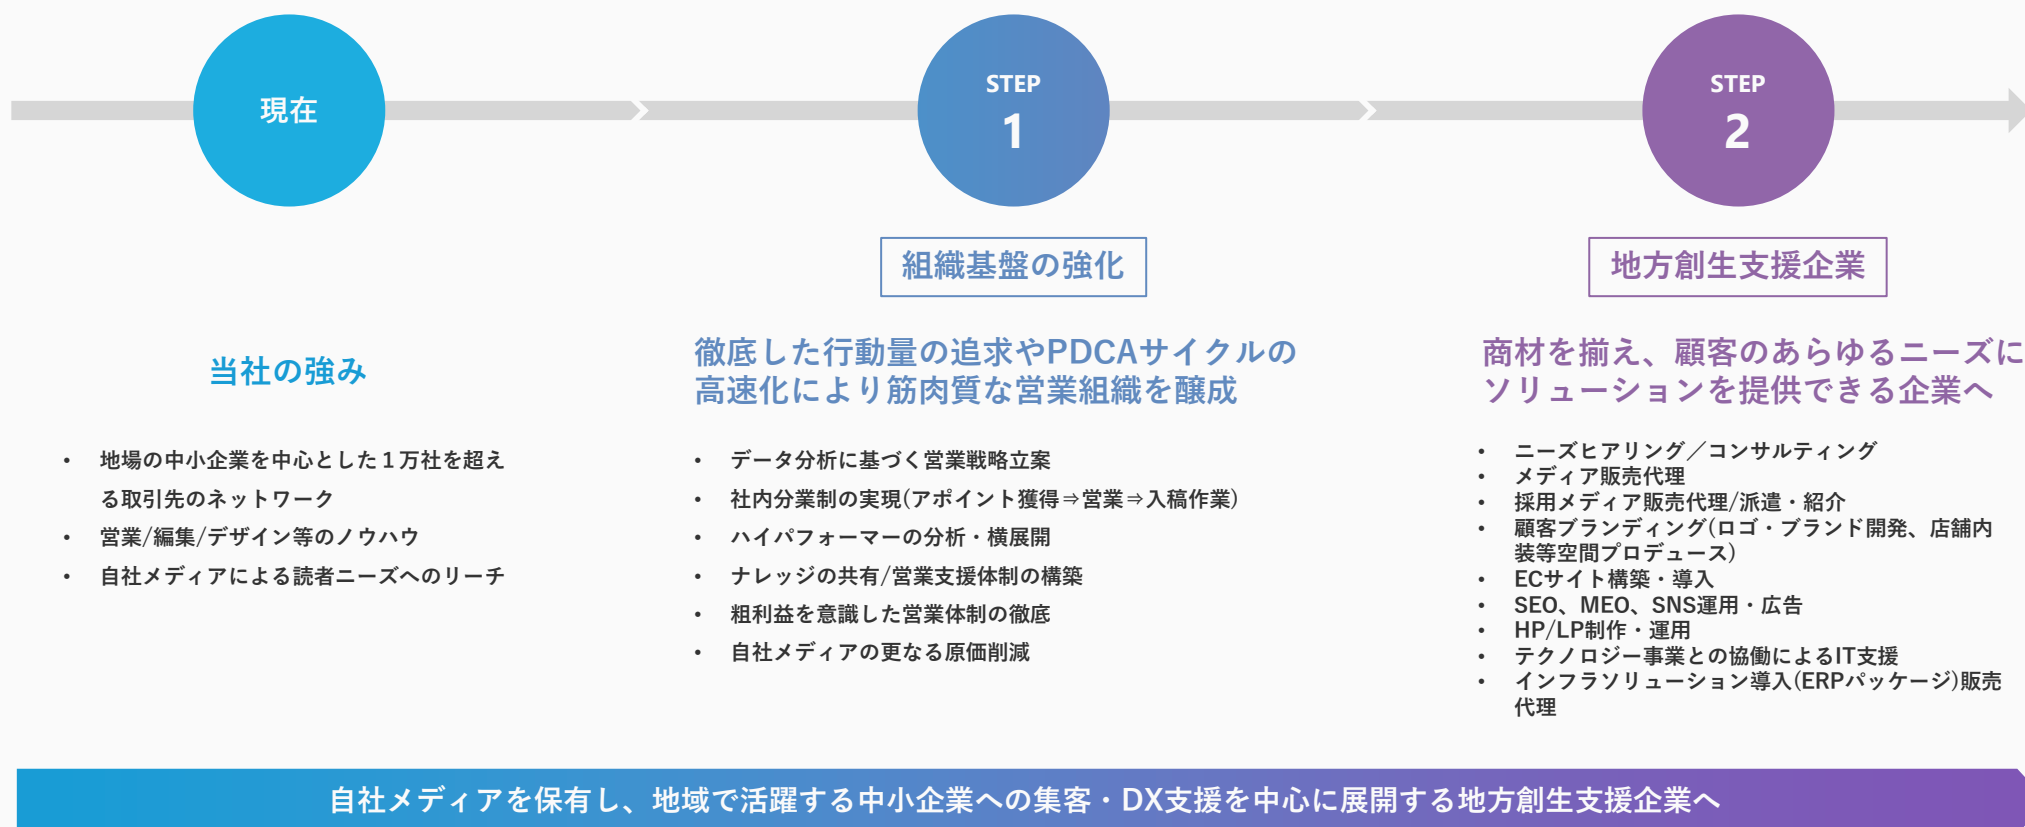 現在
STEP
1
STEP
2
組織基盤の強化
地方創生支援企業
当社の強み
徹底した行動量の追求やPDCAサイクルの
高速化により筋肉質な営業組織を醸成
商材を揃え、顧客のあらゆるニーズに
ソリューションを提供できる企業へ
• 地場の中小企業を中心とした１万社を超え
る取引先のネットワーク
• 営業/編集/デザイン等のノウハウ
• 自社メディアによる読者ニーズへのリーチ
• データ分析に基づく営業戦略立案
• 社内分業制の実現(アポイント獲得⇒営業⇒入稿作業)
• ハイパフォーマーの分析・横展開
• ナレッジの共有/営業支援体制の構築
• 粗利益を意識した営業体制の徹底
• 自社メディアの更なる原価削減
• ニーズヒアリング／コンサルティング
• メディア販売代理
• 採用メディア販売代理/派遣・紹介
• 顧客ブランディング(ロゴ・ブランド開発、店舗内
装等空間プロデュース)
• ECサイト構築・導入
• SEO、MEO、SNS運用・広告
• HP/LP制作・運用
• テクノロジー事業との協働によるIT支援
• インフラソリューション導入(ERPパッケージ)販売
代理
自社メディアを保有し、地域で活躍する中小企業への集客・DX支援を中心に展開する地方創生支援企業へ